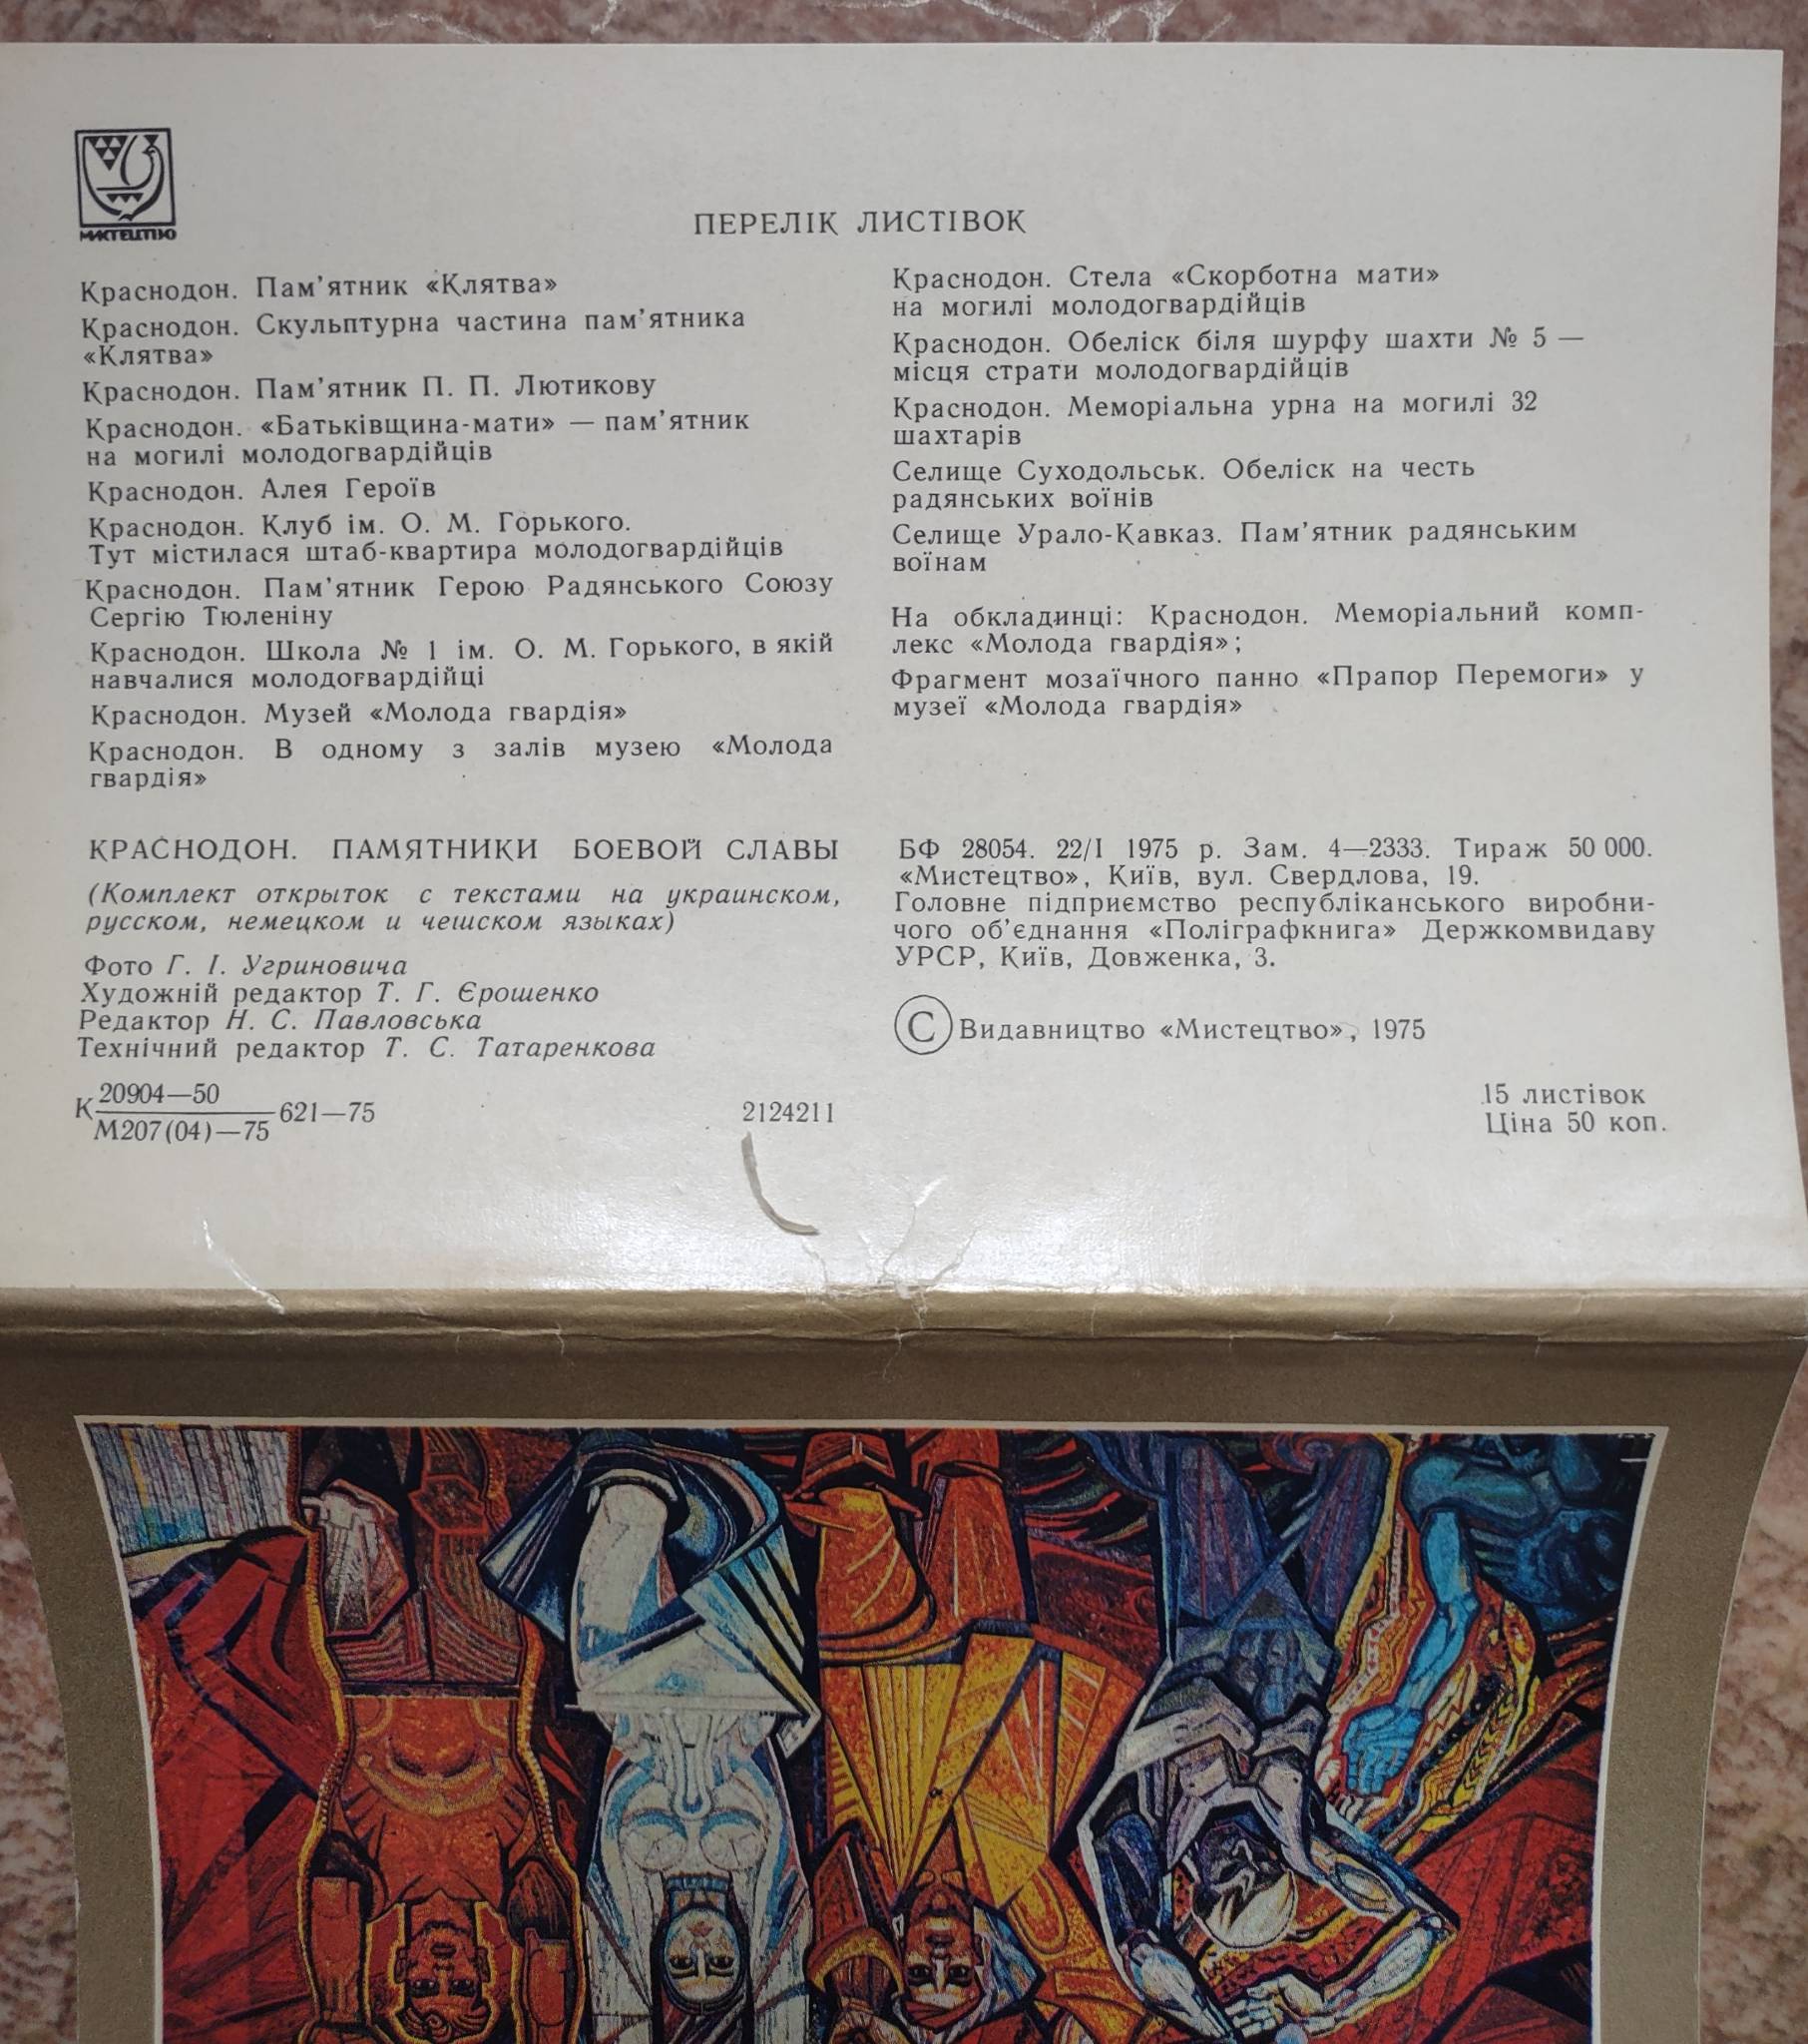 МИСТЕЦТВО
ПЕРЕЛІК ЛИСТІВОК
Краснодон. Пам'ятник «Клятва»
Краснодон. Скульптурна частина пам'ятника
«Клятва»
Краснодон. Пам'ятник П. П. Лютикову
Краснодон. «Батьківщина-мати» — пам'ятник
на могилі молодогвардійців
Краснодон. Алея Героїв
Краснодон. Клуб ім. О. М. Горького.
Тут містилася штаб-квартира молодогвардійців
Краснодон. Пам'ятник Герою Радянського Союзу
Сергію Тюленіну
Краснодон. Школа № 1 ім. О. М. Горького, в якій
навчалися молодогвардійці
Краснодон. Музей «Молода гвардія»
Краснодон. В одному з залів музею «Молода
гвардія»
Краснодон. Стела «Скорботна мати»
на могилі молодогвардійців
Краснодон. Обеліск біля шурфу шахти № 5 —
місця страти молодогвардійців
Краснодон. Меморіальна урна на могилі 32
шахтарів
Селище Суходольськ. Обеліск на честь
радянських воїнів
Селище Урало-Кавказ. Пам'ятник радянським
воїнам
На обкладинці: Краснодон. Меморіальний комп-
лекс «Молода гвардія»;
Фрагмент мозаїчного панно «Прапор Перемоги» у
музеї «Молода гвардія»
КРАСНОДОН. ПАМЯТНИКИ БОЕВОЙ СЛАВЫ
(Комплект открыток с текстами на украинском,
русском, немецком и чешском языках)
Фото Г. І. Угриновича
Художній редактор Т. Г. Єрошенко
Редактор Н. С. Павловська
Технічний редактор Т. С. Татаренкова
К 20904—50
М207(04)—75 621—75
2124211
БФ 28054. 22/І 1975 р. Зам. 4—2333. Тираж 50 000.
«Мистецтво», Київ, вул. Свердлова, 19.
Головне підприємство республіканського виробни-
чого об'єднання «Поліграфкнига» Держкомвидаву
УРСР, Київ, Довженка, 3.
© Видавництво «Мистецтво», 1975
15 листівок
Ціна 50 коп.